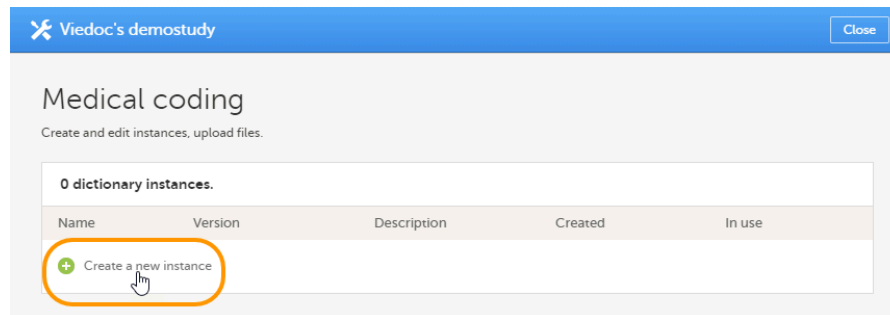 Viedoc's demostudy
Close
Medical coding
Create and edit instances, upload files.
0 dictionary instances.
Name Version Description Created In use
Create a new instance